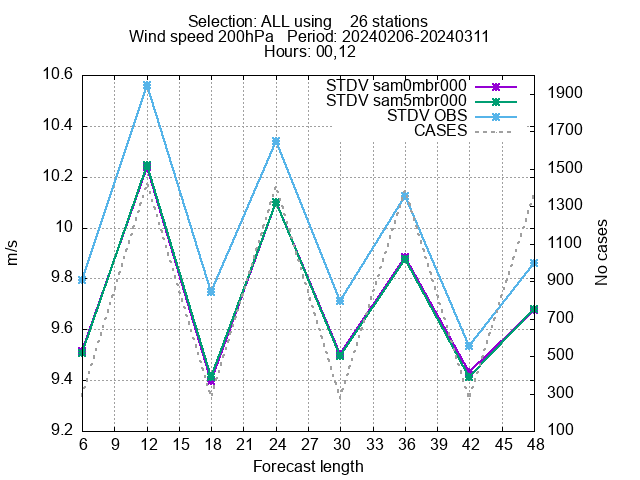 Selection: ALL using 26 stations
Wind speed 200hPa Period: 20240206-20240311
Hours: 00,12
STDV sam0mbr000
STDV sam5mbr000
STDV OBS
CASES
m/s
10.6
10.4
10.2
10
9.8
9.6
9.4
9.2
No cases
1900
1700
1500
1300
1100
900
700
500
300
100
6 9 12 15 18 21 24 27 30 33 36 39 42 45 48
Forecast length